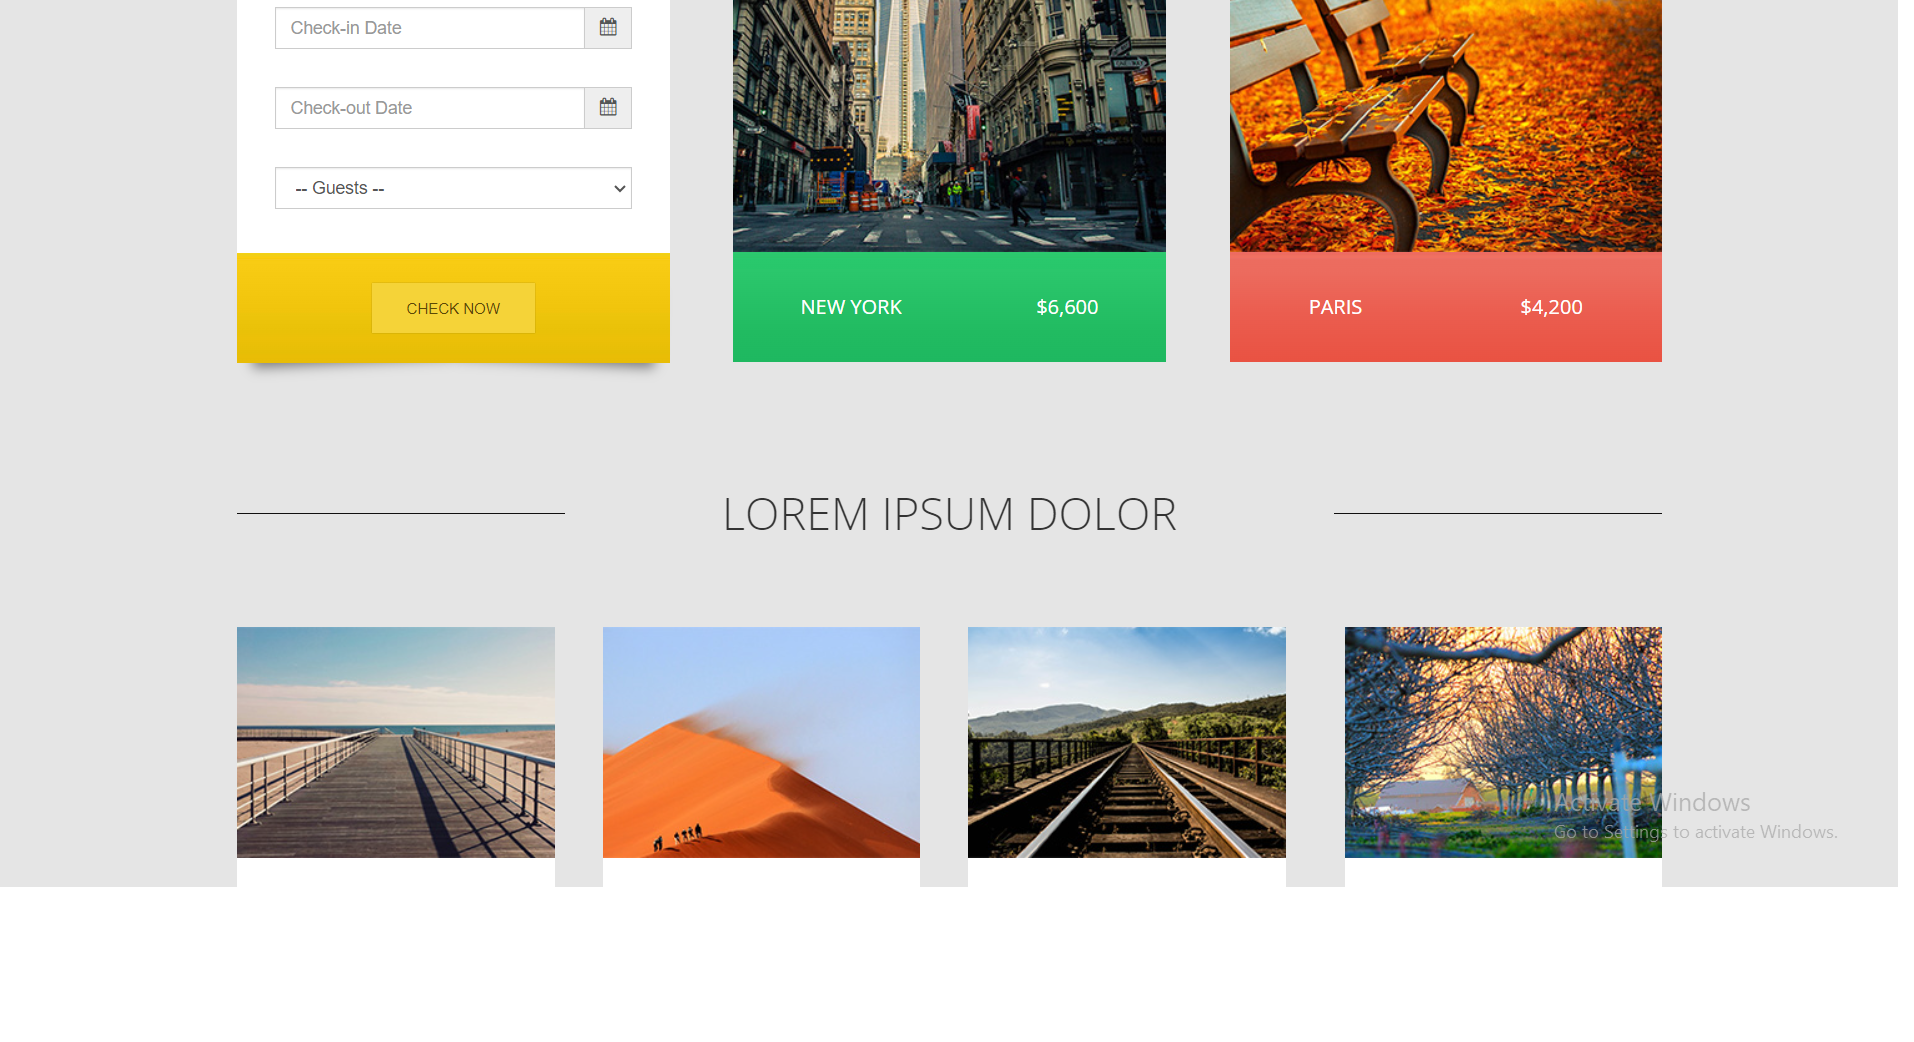 Check-in Date
Check-out Date
-- Guests --
CHECK NOW
NEW YORK
$6,600
PARIS
$4,200
LOREM IPSUM DOLOR
Activate Windows
Go to Settings to activate Windows.